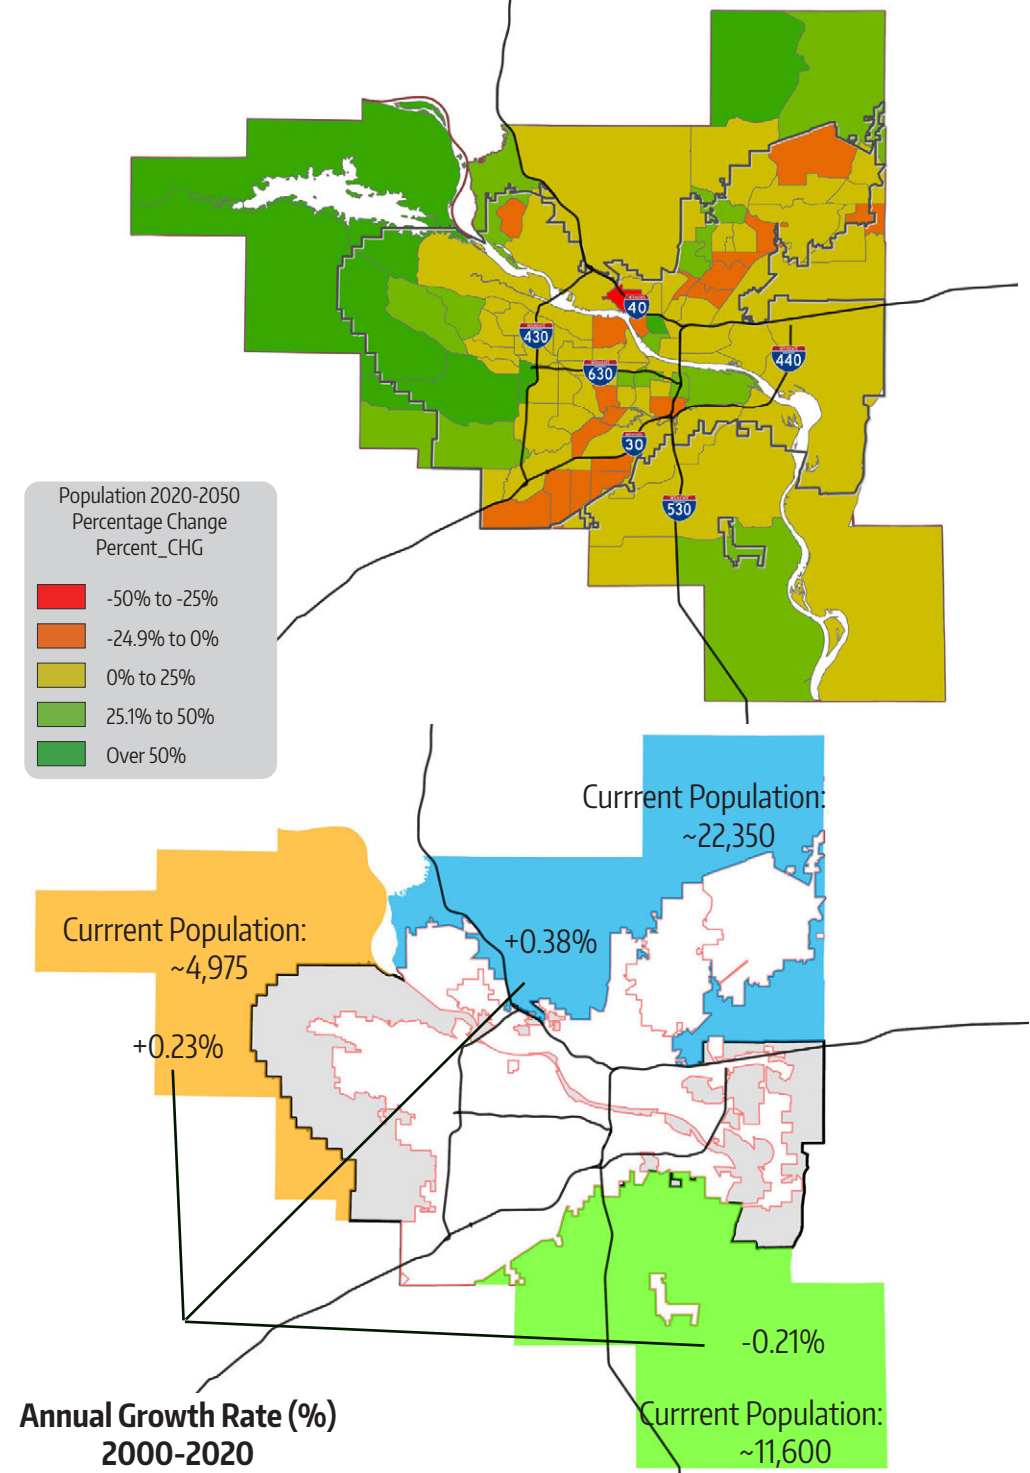 40
430
440
630
30
530
Population 2020-2050
Percentage Change
Percent_CHG
-50% to -25%
-24.9% to 0%
0% to 25%
25.1% to 50%
Over 50%
Currrent Population:
~22,350
Currrent Population:
~4,975
+0.38%
+0.23%
-0.21%
Currrent Population:
~11,600
Annual Growth Rate (%)
2000-2020